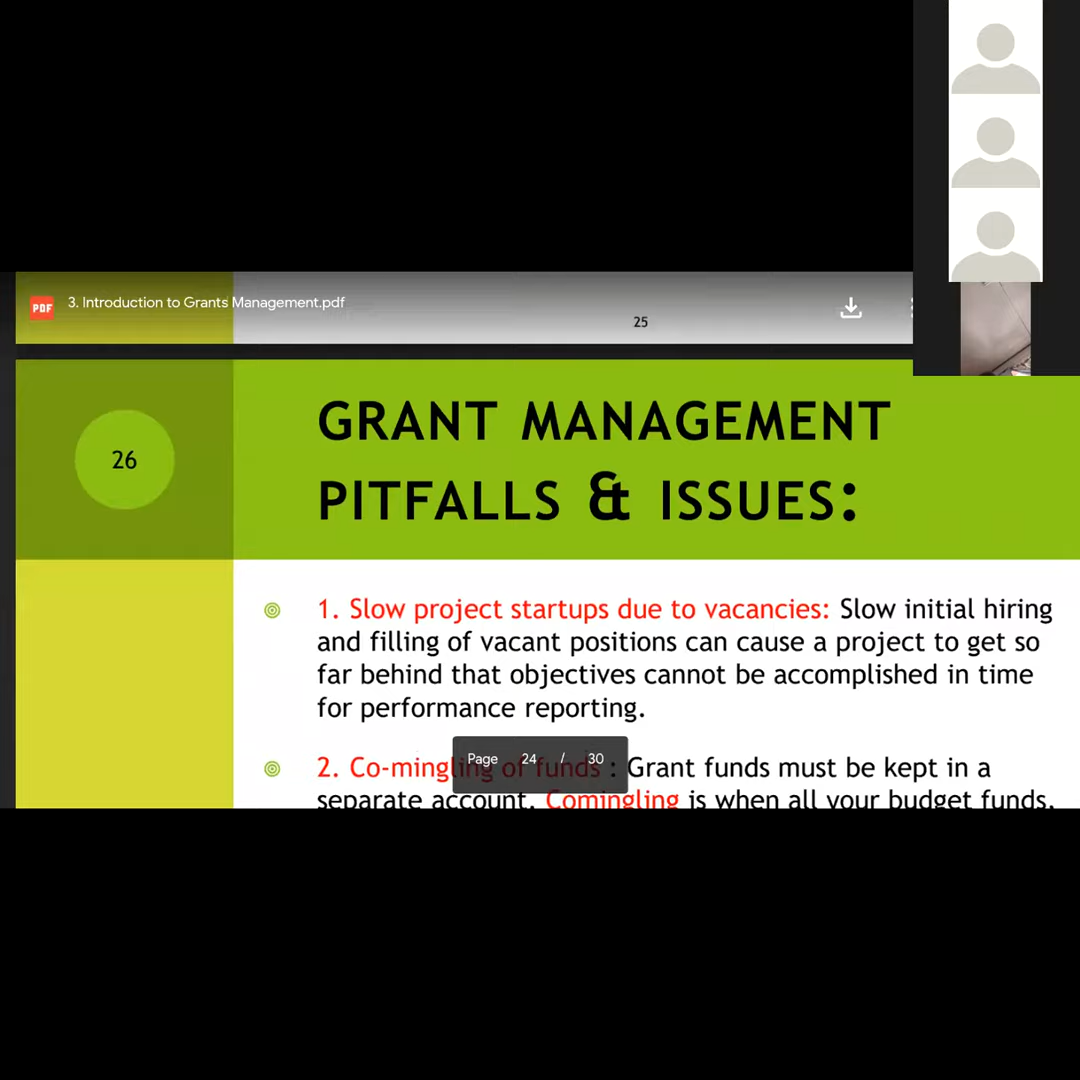 PDF
3. Introduction to Grants Management.pdf
25
26
GRANT MANAGEMENT
PITFALLS & ISSUES:
1. Slow project startups due to vacancies: Slow initial hiring
and filling of vacant positions can cause a project to get so
far behind that objectives cannot be accomplished in time
for performance reporting.
Page 24 / 30
2. Co-mingling of funds : Grant funds must be kept in a
separate account. Comingling is when all your budget funds,